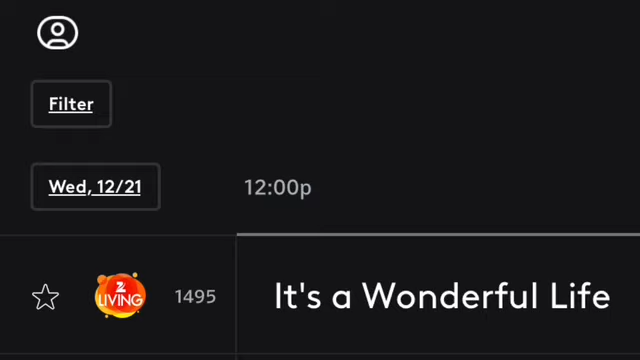 Filter
Wed, 12/21
12:00p
Z
LIVING
1495
It's a Wonderful Life